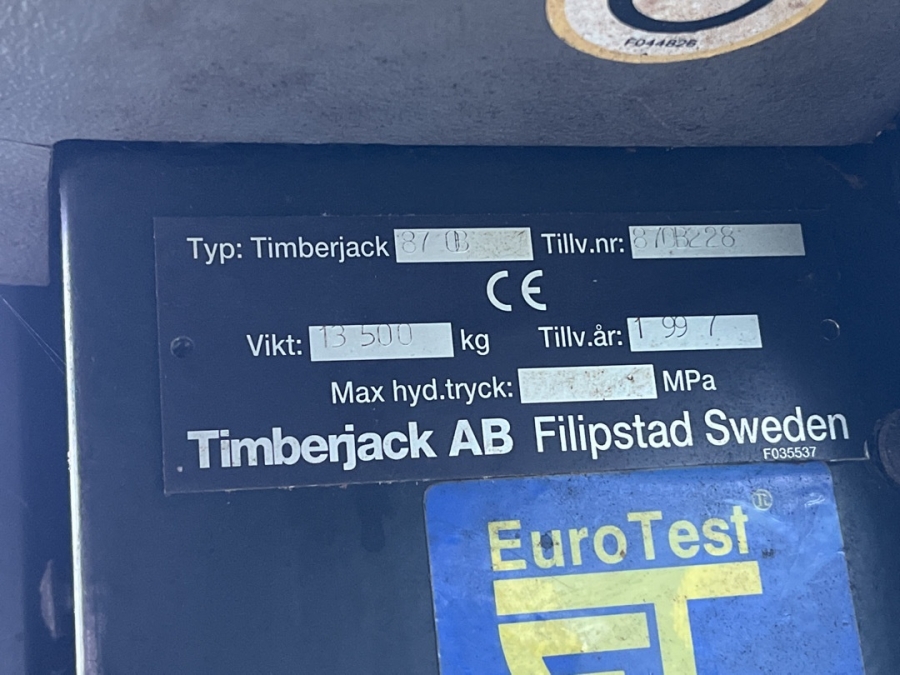 F044826
Typ: Timberjack 870B Tillv.nr: 870B228
CE
Vikt: 13 500 kg Tillv.år: 1997
Max hyd.tryck: MPa
Timberjack AB Filipstad Sweden
F035537
EuroTest®
ET